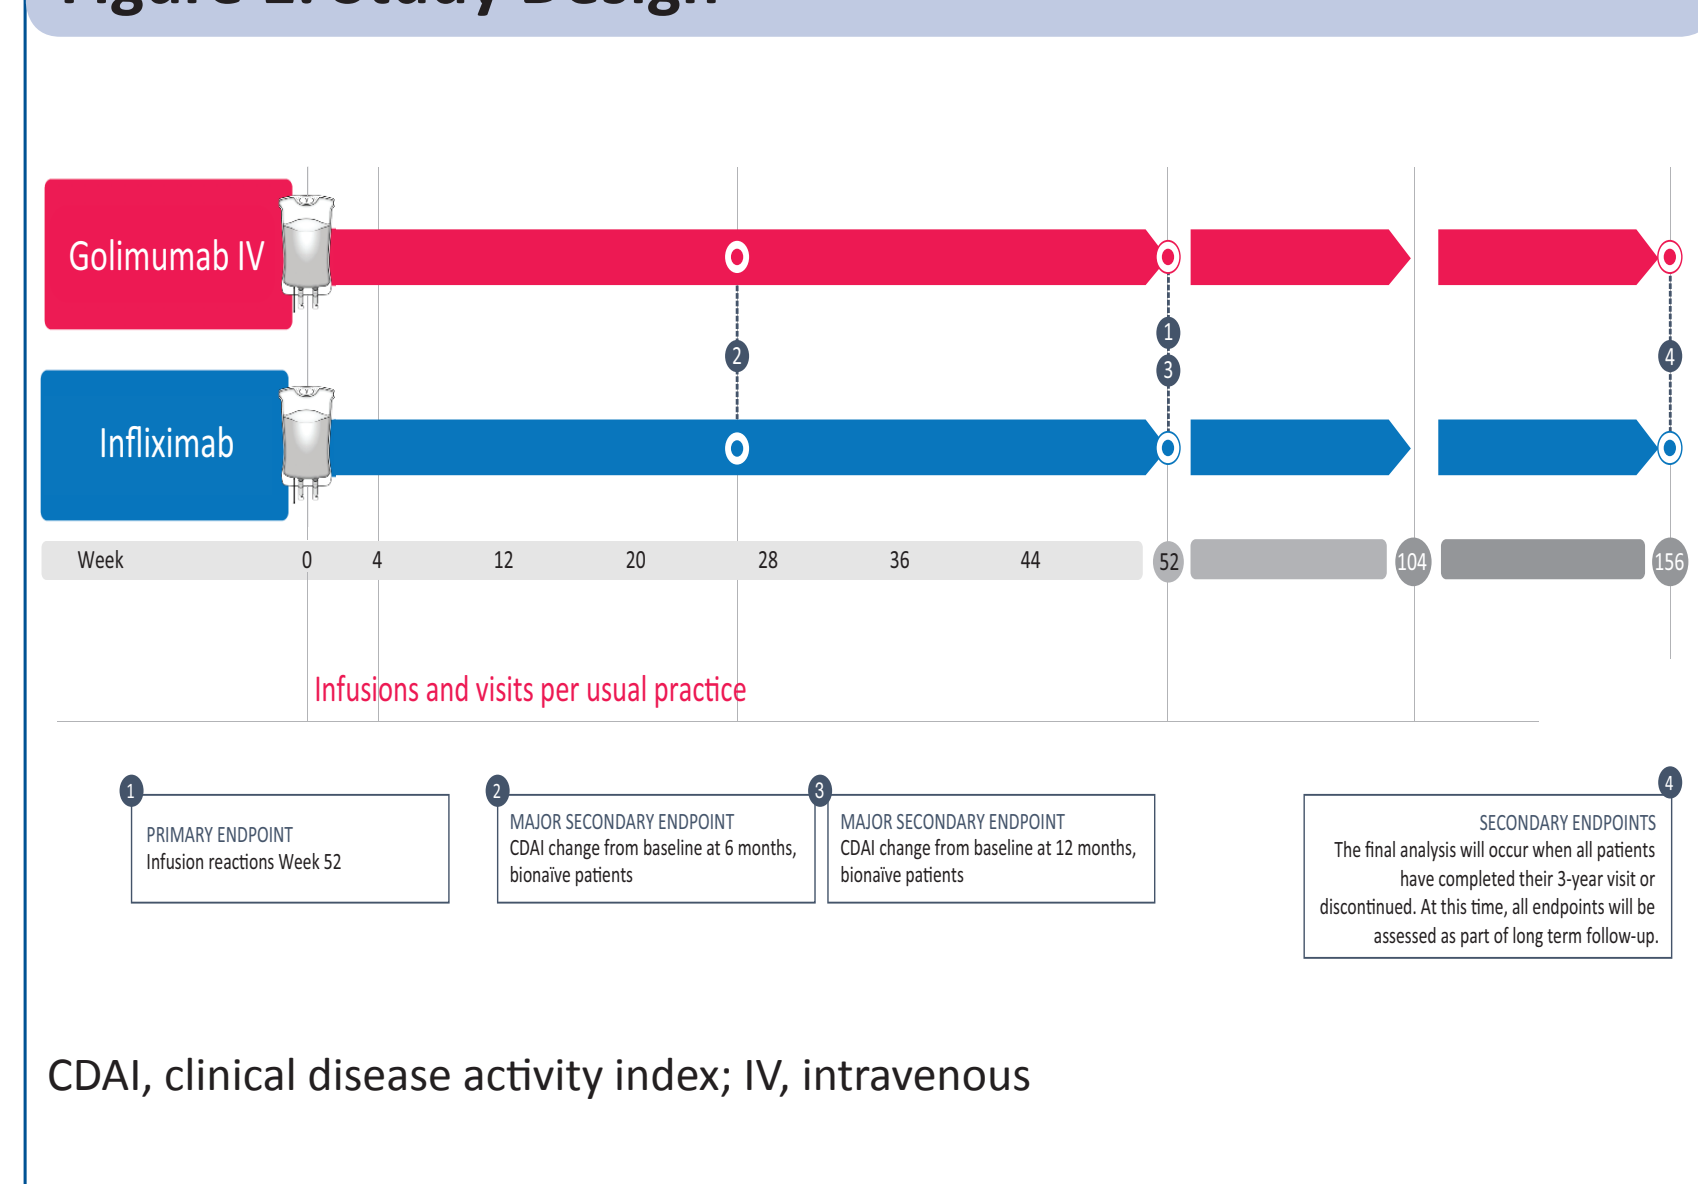 Study Design
Golimumab IV
2
1
3
4
Infliximab
Week 0 4 12 20 28 36 44 52 104 156
Infusions and visits per usual practice
1
PRIMARY ENDPOINT
Infusion reactions Week 52
2
MAJOR SECONDARY ENDPOINT
CDAI change from baseline at 6 months,
bionaïve patients
3
MAJOR SECONDARY ENDPOINT
CDAI change from baseline at 12 months,
bionaïve patients
4
SECONDARY ENDPOINTS
The final analysis will occur when all patients
have completed their 3-year visit or
discontinued. At this time, all endpoints will be
assessed as part of long term follow-up.
CDAI, clinical disease activity index; IV, intravenous